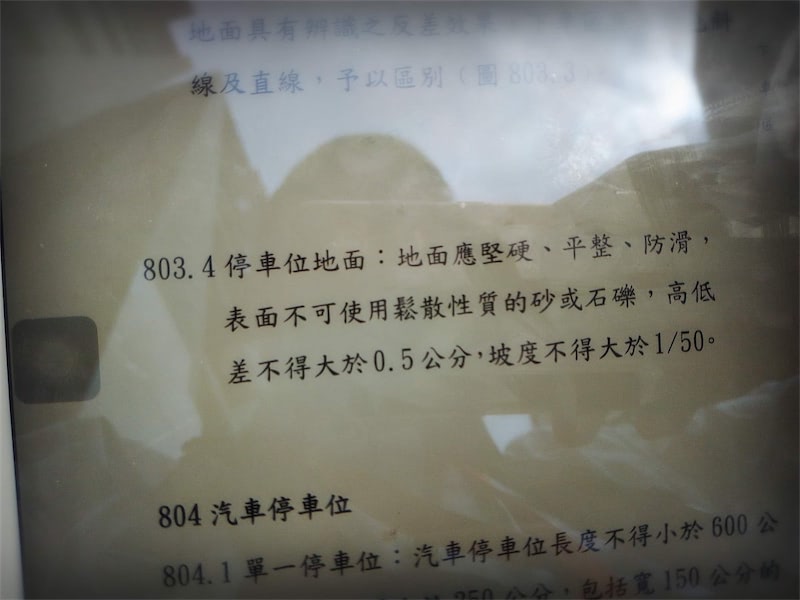 地面具有辨識之反差效果
線及直線，予以區別（圖 803.3）
803.4 停車位地面：地面應堅硬、平整、防滑，
表面不可使用鬆散性質的砂或石礫，高低
差不得大於 0.5 公分，坡度不得大於 1/50。
804 汽車停車位
804.1 單一停車位：汽車停車位長度不得小於 600 公
350 公分，包括寬 150 公分的